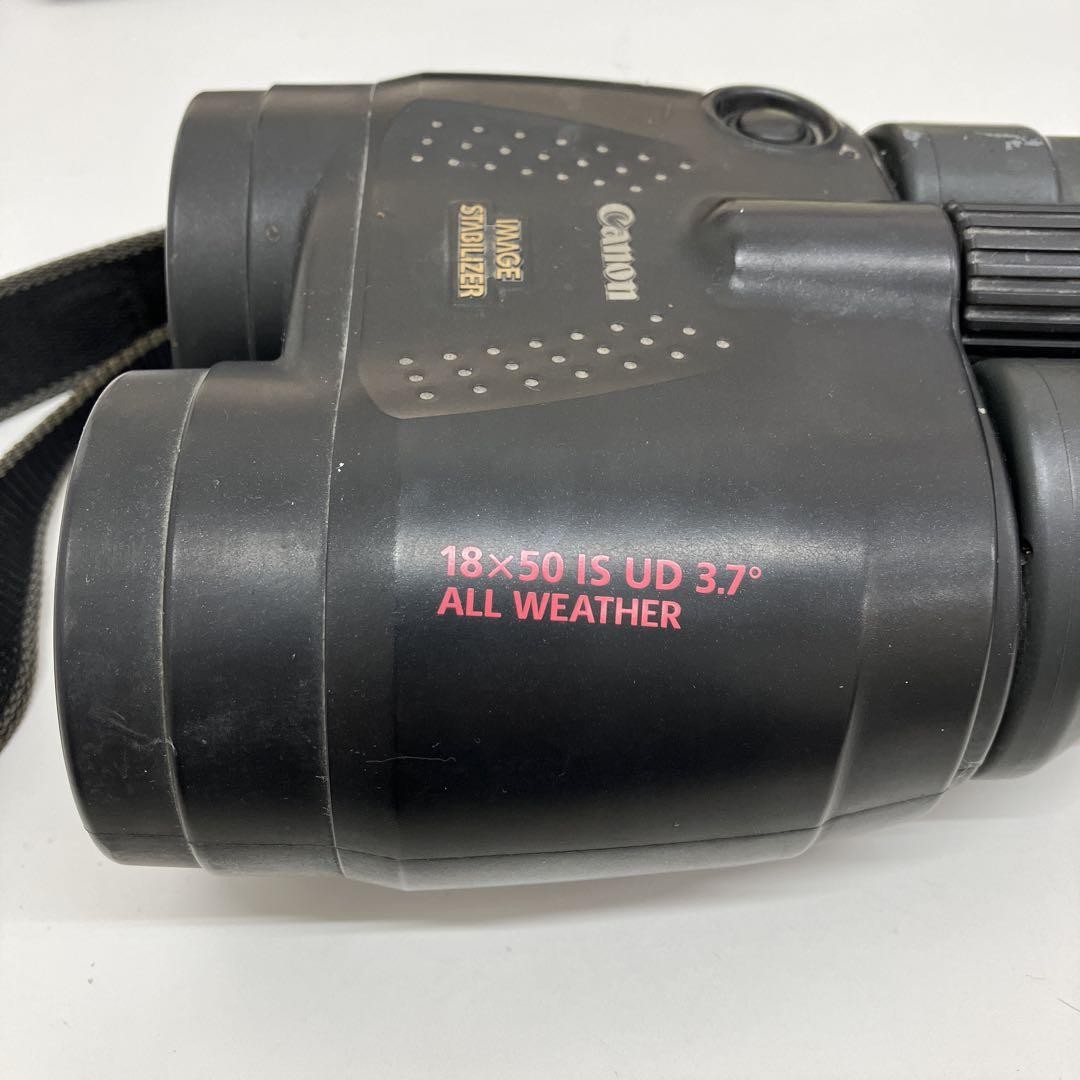 Canon
IMAGE
STABILIZER
18×50 IS UD 3.7°
ALL WEATHER